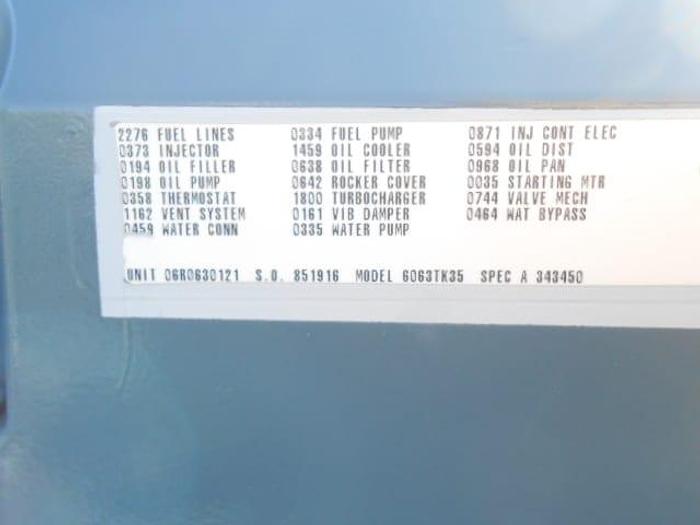 2276 FUEL LINES 0334 FUEL PUMP 0871 INJ CONT ELEC
0373 INJECTOR 1459 OIL COOLER 0594 OIL DIST
0194 OIL FILLER 0638 OIL FILTER 0968 OIL PAN
0198 OIL PUMP 0642 ROCKER COVER 0035 STARTING MTR
0358 THERMOSTAT 1800 TURBOCHARGER 0744 VALVE MECH
1162 VENT SYSTEM 0161 VIB DAMPER 0464 WAT BYPASS
0459 WATER CONN 0335 WATER PUMP
UNIT 06R0630121 S.O. 851916 MODEL 6063TK35 SPEC A 343450